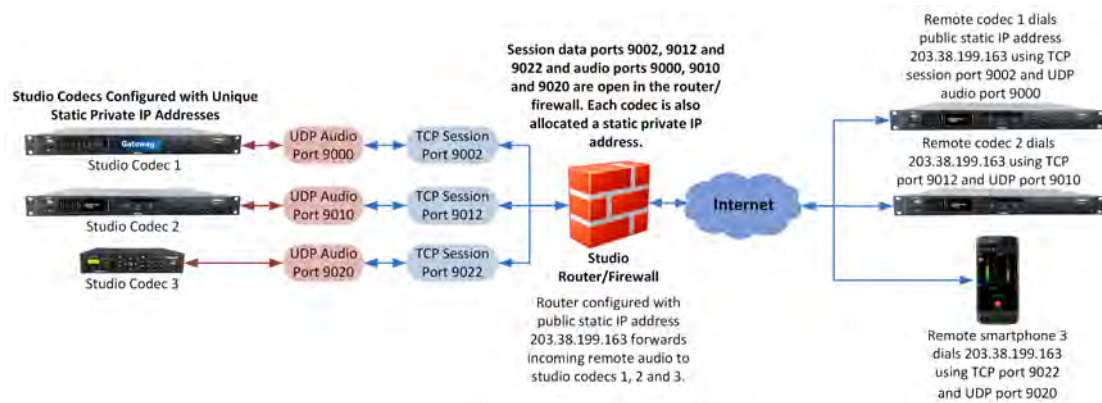 Studio Codecs Configured with Unique
Static Private IP Addresses
Gateway
Studio Codec 1
Studio Codec 2
Studio Codec 3
UDP Audio
Port 9000
TCP Session
Port 9002
UDP Audio
Port 9010
TCP Session
Port 9012
UDP Audio
Port 9020
TCP Session
Port 9022
Session data ports 9002, 9012 and
9022 and audio ports 9000, 9010
and 9020 are open in the router/
firewall. Each codec is also
allocated a static private IP
address.
Studio
Router/Firewall
Router configured with
public static IP address
203.38.199.163 forwards
incoming remote audio to
studio codecs 1, 2 and 3.
Internet
Remote codec 1 dials
public static IP address
203.38.199.163 using TCP
session port 9002 and UDP
audio port 9000
Remote codec 2 dials
203.38.199.163 using TCP
port 9012 and UDP port 9010
Remote smartphone 3
dials 203.38.199.163
using TCP port 9022
and UDP port 9020